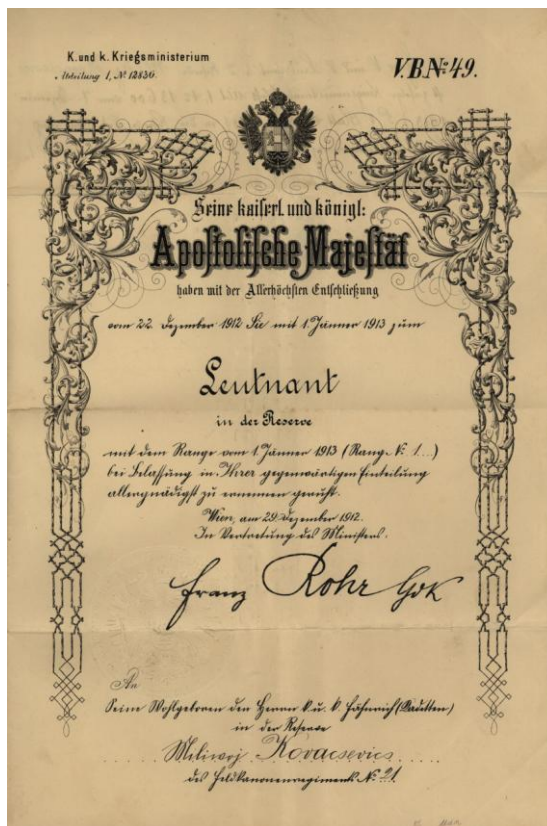 K. und k. Kriegsministerium
V.B.№ 49.
Abteilung 1, № 12836.
Seine kaiserl. und königl:
Apostolische Majestät
haben mit der Allerhöchsten Entschließung
vom 22. Dezember 1912 Sie mit 1. Jänner 1913 zum
Leutnant
in der Reserve
mit dem Range vom 1. Jänner 1913 (Rang-№ 1...)
bei Belassung in Ihrer gegenwärtigen Einteilung
allergnädigst zu ernennen geruht.
Wien, am 29. Dezember 1912.
In Vertretung des Ministers.
Franz Rohr GdK
An
Seine Wohlgeboren den Herrn k. u. k. Fähnrich (Kadetten)
in der Reserve
Miliwoj Kovacsevics
des Feldkanonenregiments № 21